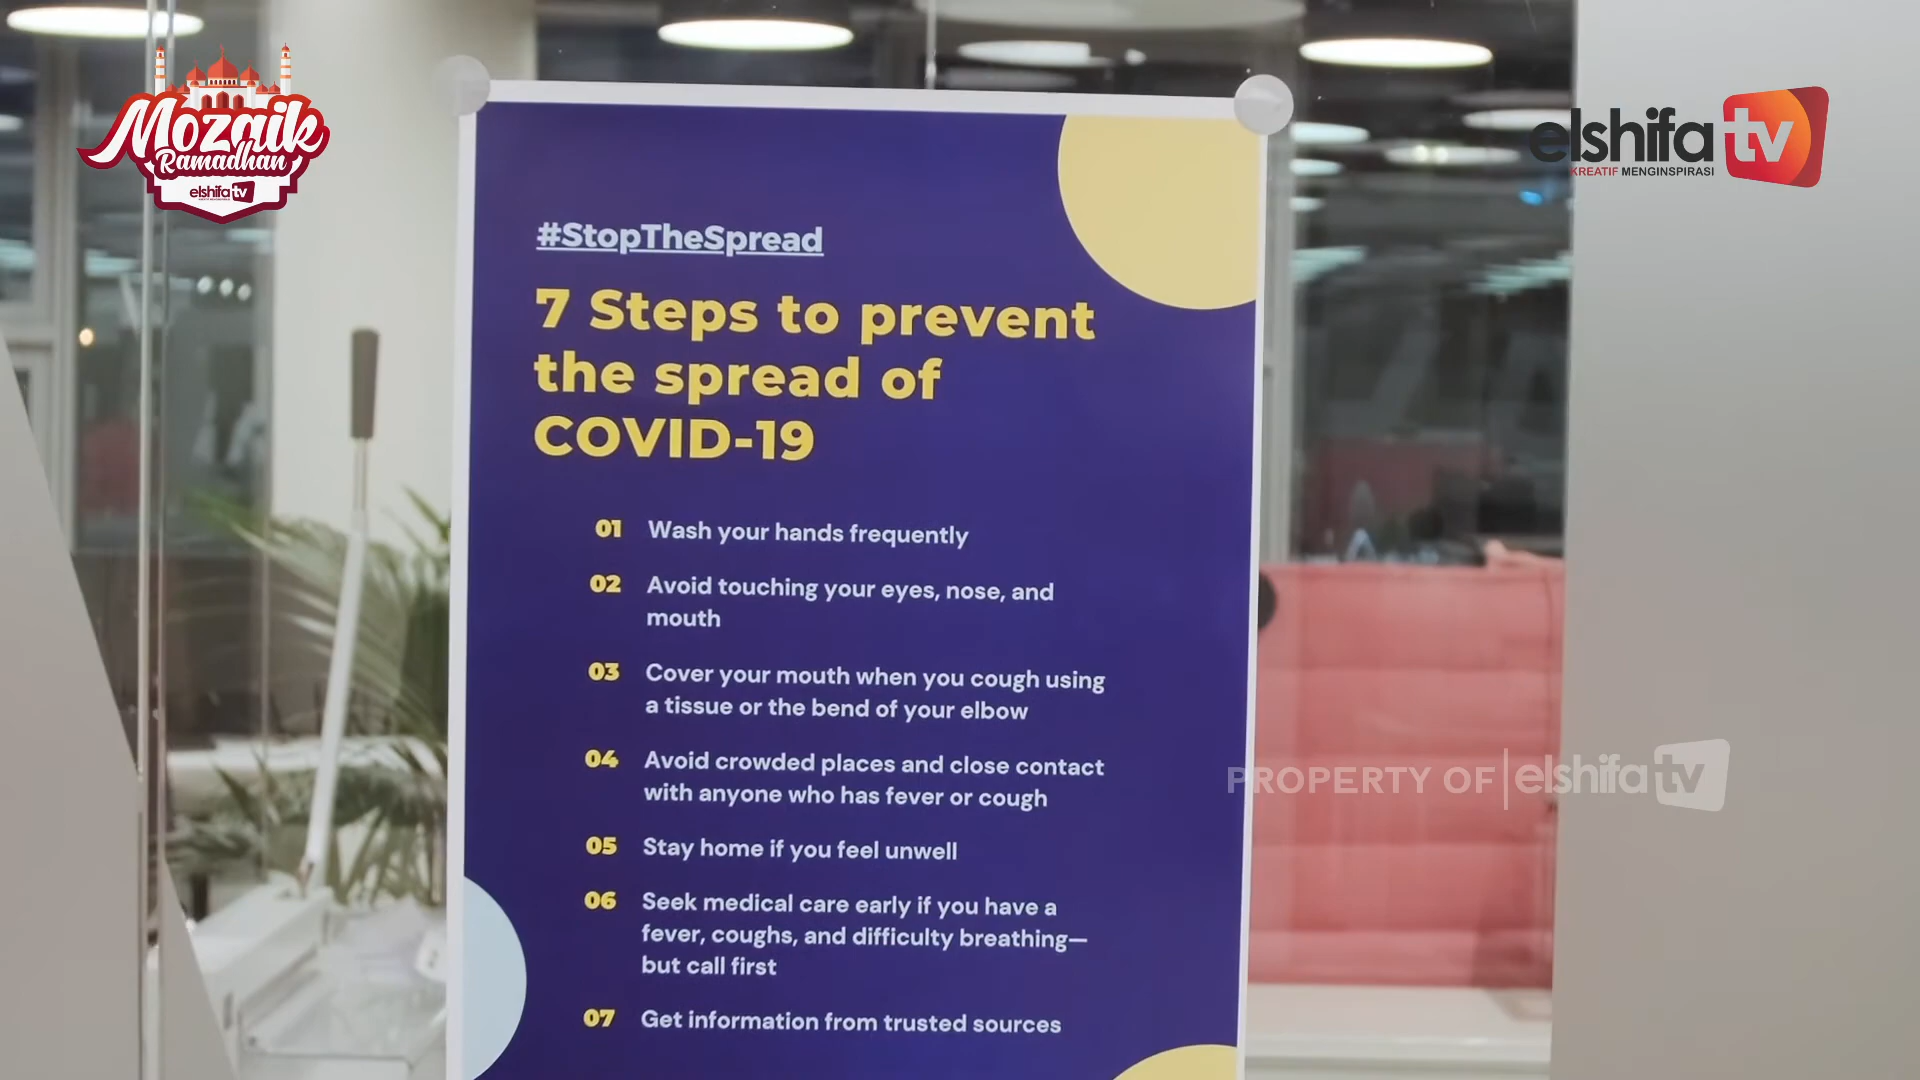 Mozaik
Ramadhan
elshifa tv
elshifa tv
KREATIF MENGINSPIRASI
#StopTheSpread
7 Steps to prevent
the spread of
COVID-19
01 Wash your hands frequently
02 Avoid touching your eyes, nose, and
mouth
03 Cover your mouth when you cough using
a tissue or the bend of your elbow
04 Avoid crowded places and close contact
with anyone who has fever or cough
PROPERTY OF | elshifa tv
05 Stay home if you feel unwell
06 Seek medical care early if you have a
fever, coughs, and difficulty breathing—
but call first
07 Get information from trusted sources